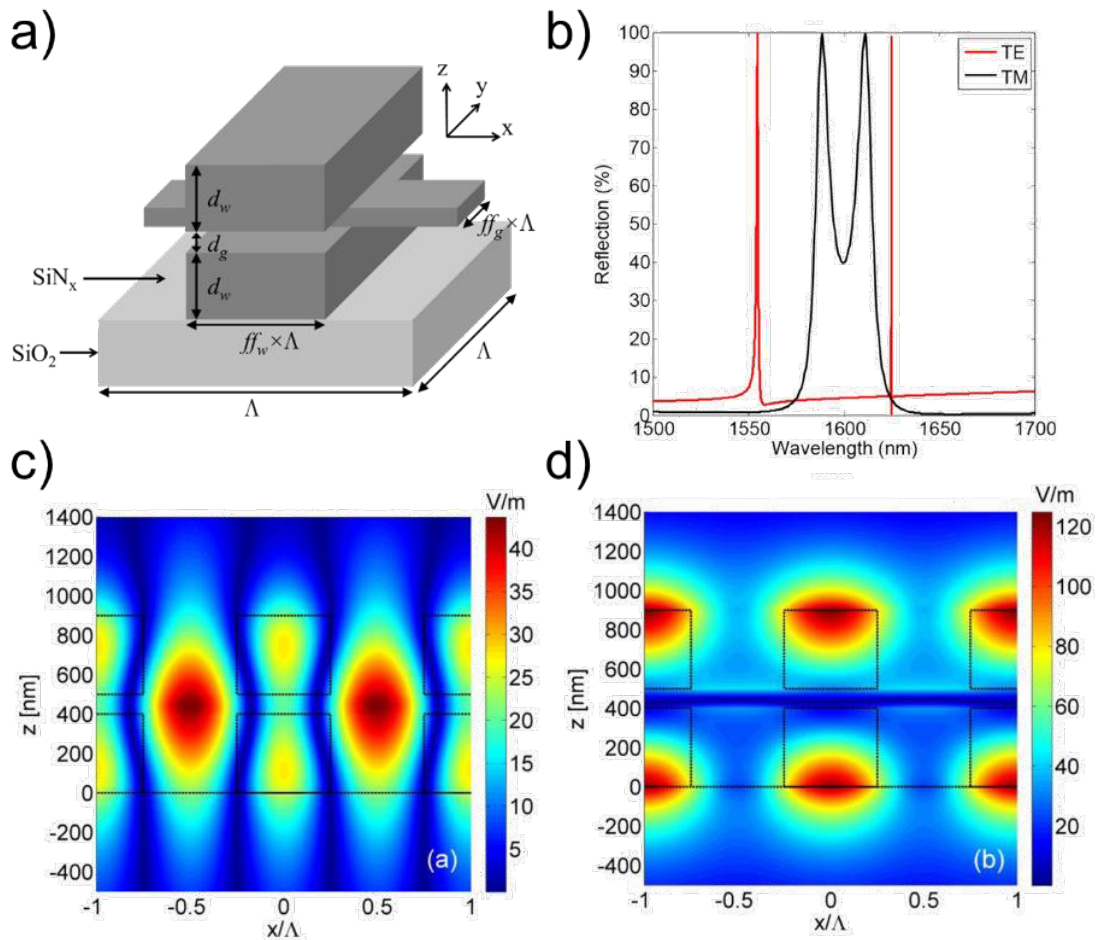 a)
z
y
x
d_w
d_g
d_w
ff_g×Λ
SiN_x
SiO_2
ff_w×Λ
Λ
Λ
b)
100
90
80
70
60
50
40
30
20
10
0
Reflection (%)
TE
TM
1500
1550
1600
1650
1700
Wavelength (nm)
c)
V/m
1400
1200
1000
800
600
400
200
0
-200
-400
z [nm]
40
35
30
25
20
15
10
5
(a)
-1
-0.5
0
0.5
1
x/Λ
d)
V/m
1400
1200
1000
800
600
400
200
0
-200
-400
z [nm]
120
100
80
60
40
20
(b)
-1
-0.5
0
0.5
1
x/Λ